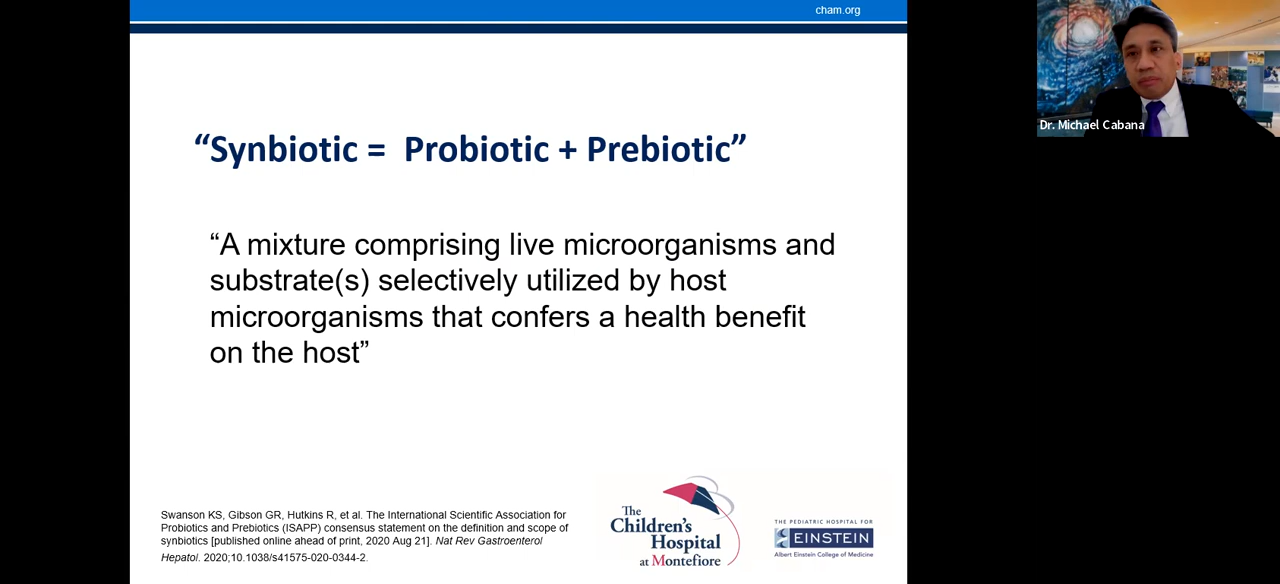 cham.org
Dr. Michael Cabana
“Synbiotic = Probiotic + Prebiotic”
“A mixture comprising live microorganisms and
substrate(s) selectively utilized by host
microorganisms that confers a health benefit
on the host”
Swanson KS, Gibson GR, Hutkins R, et al. The International Scientific Association for
Probiotics and Prebiotics (ISAPP) consensus statement on the definition and scope of
synbiotics [published online ahead of print, 2020 Aug 21]. Nat Rev Gastroenterol
Hepatol. 2020;10.1038/s41575-020-0344-2.
The
Children's
Hospital
at Montefiore
THE PEDIATRIC HOSPITAL FOR
EINSTEIN
Albert Einstein College of Medicine